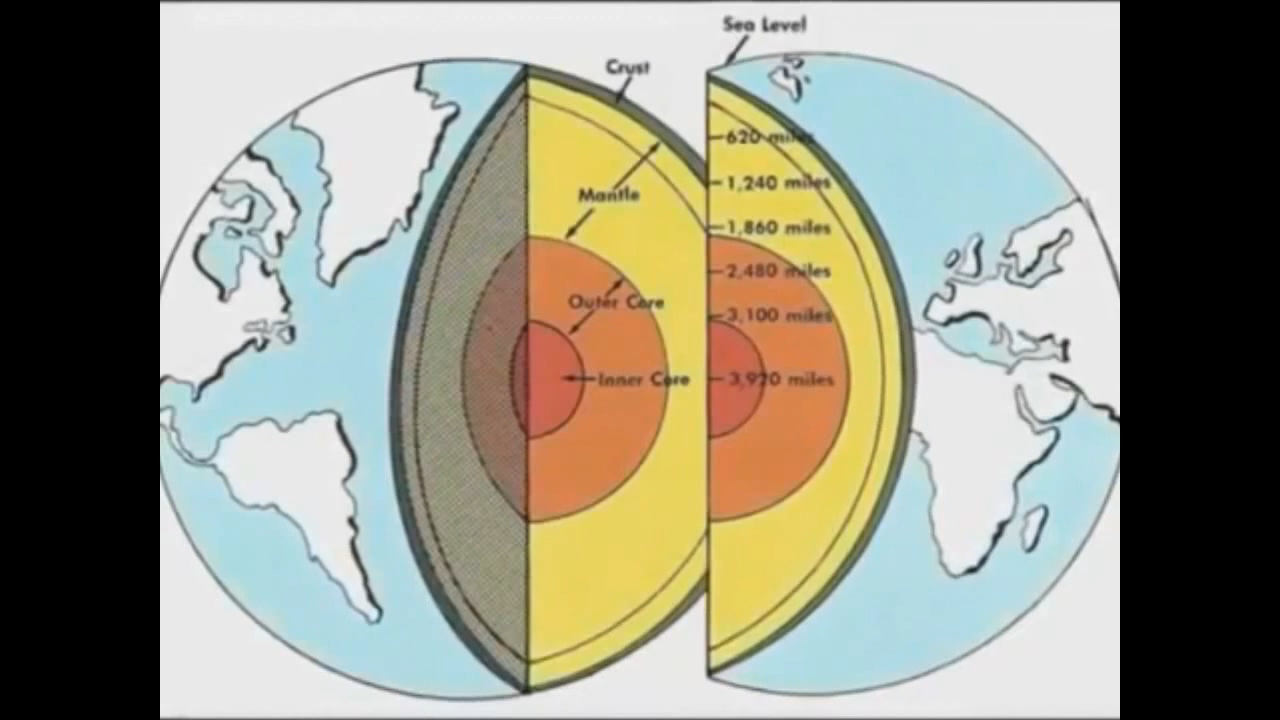 Sea Level
Crust
620 miles
1,240 miles
Mantle
1,860 miles
2,480 miles
Outer Core
3,100 miles
Inner Core
3,920 miles